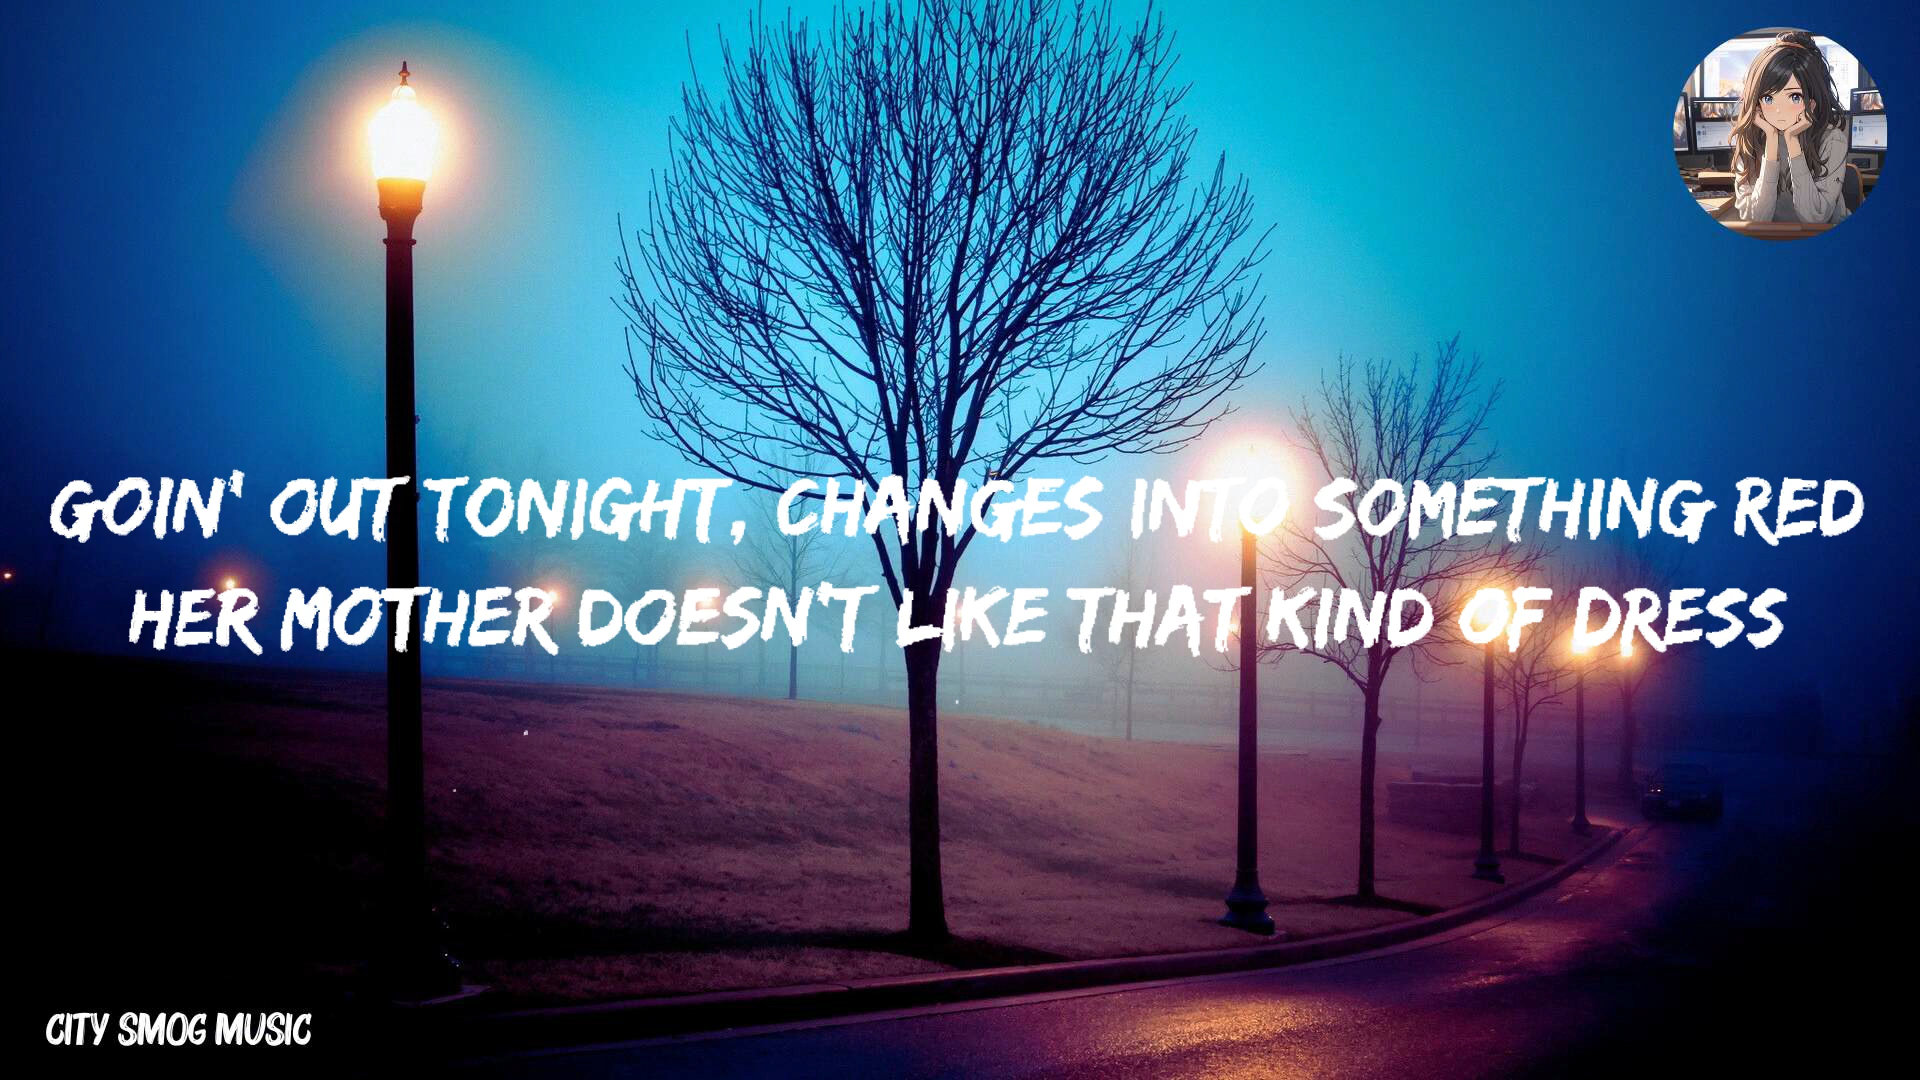 GOIN' OUT TONIGHT, CHANGES INTO SOMETHING RED
HER MOTHER DOESN'T LIKE THAT KIND OF DRESS
CITY SMOG MUSIC